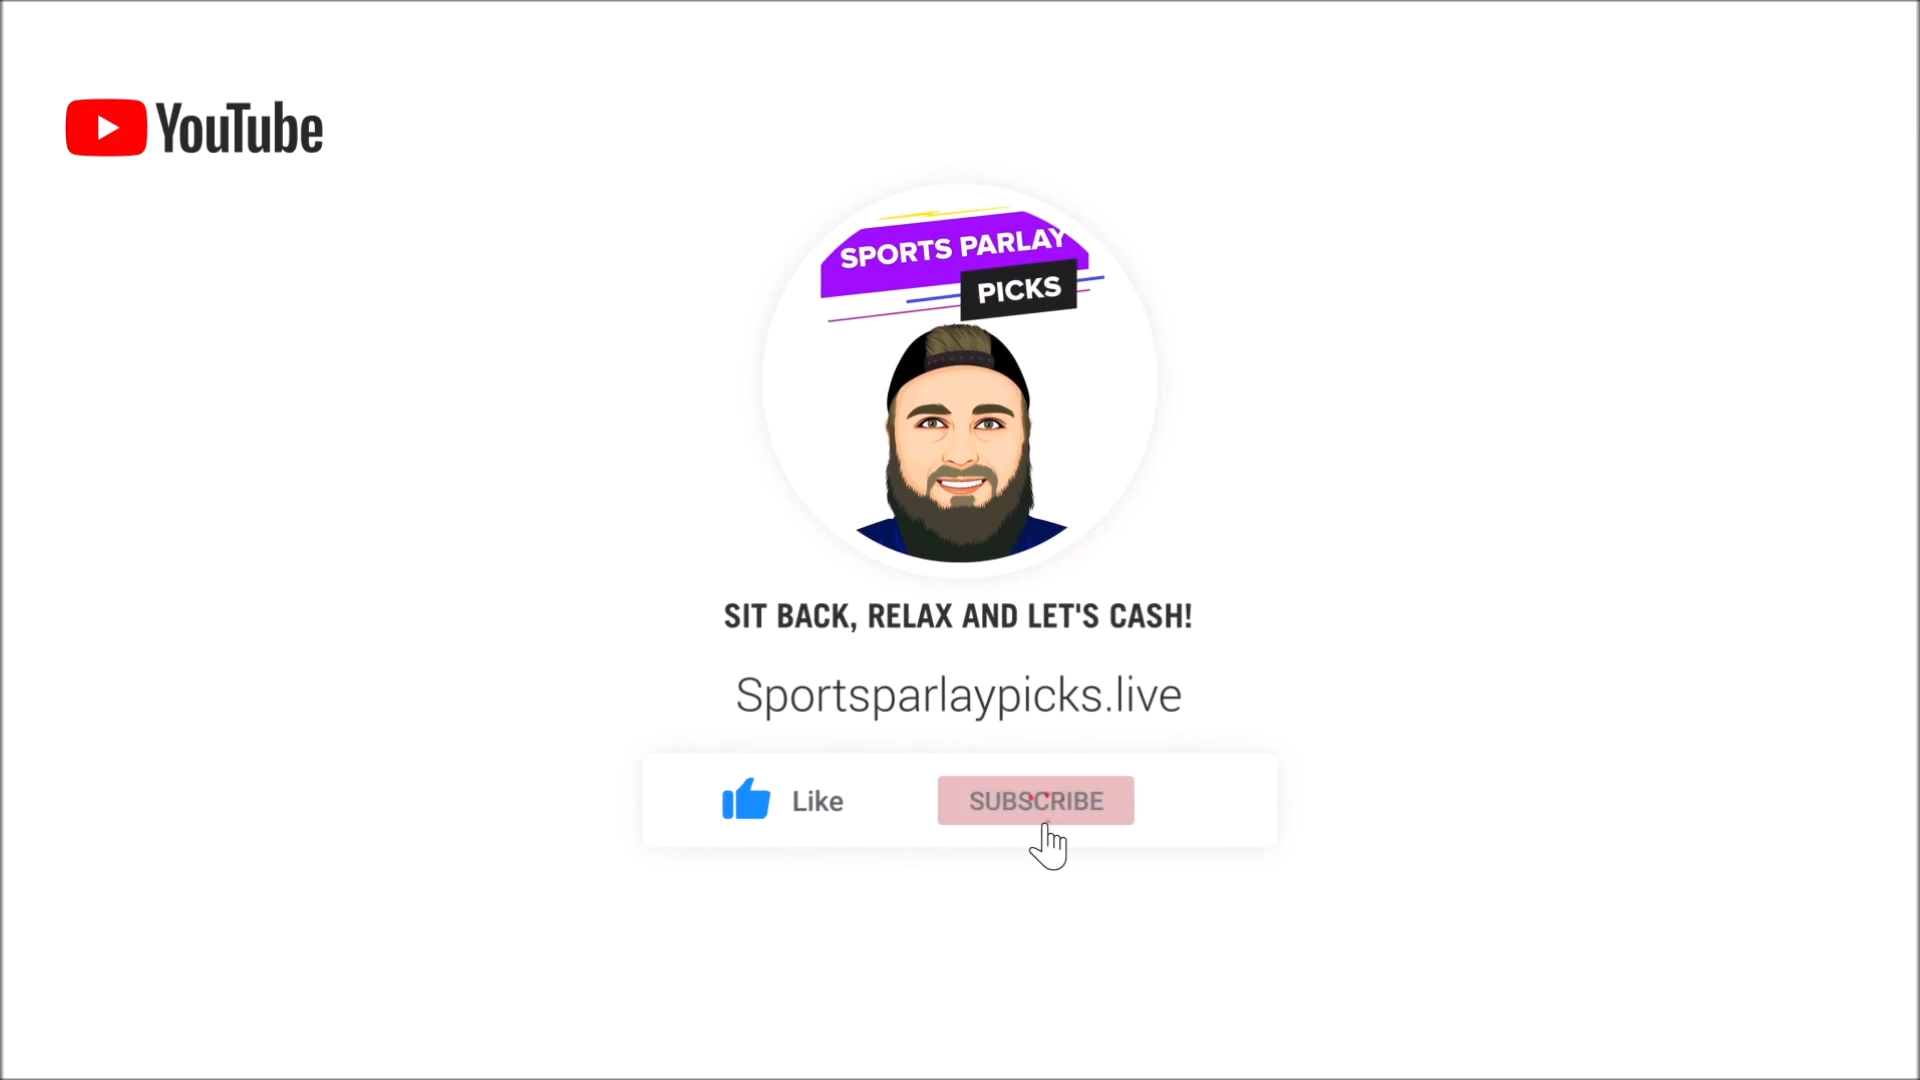 YouTube
SPORTS PARLAY
PICKS
SIT BACK, RELAX AND LET'S CASH!
Sportsparlaypicks.live
Like
SUBSCRIBE